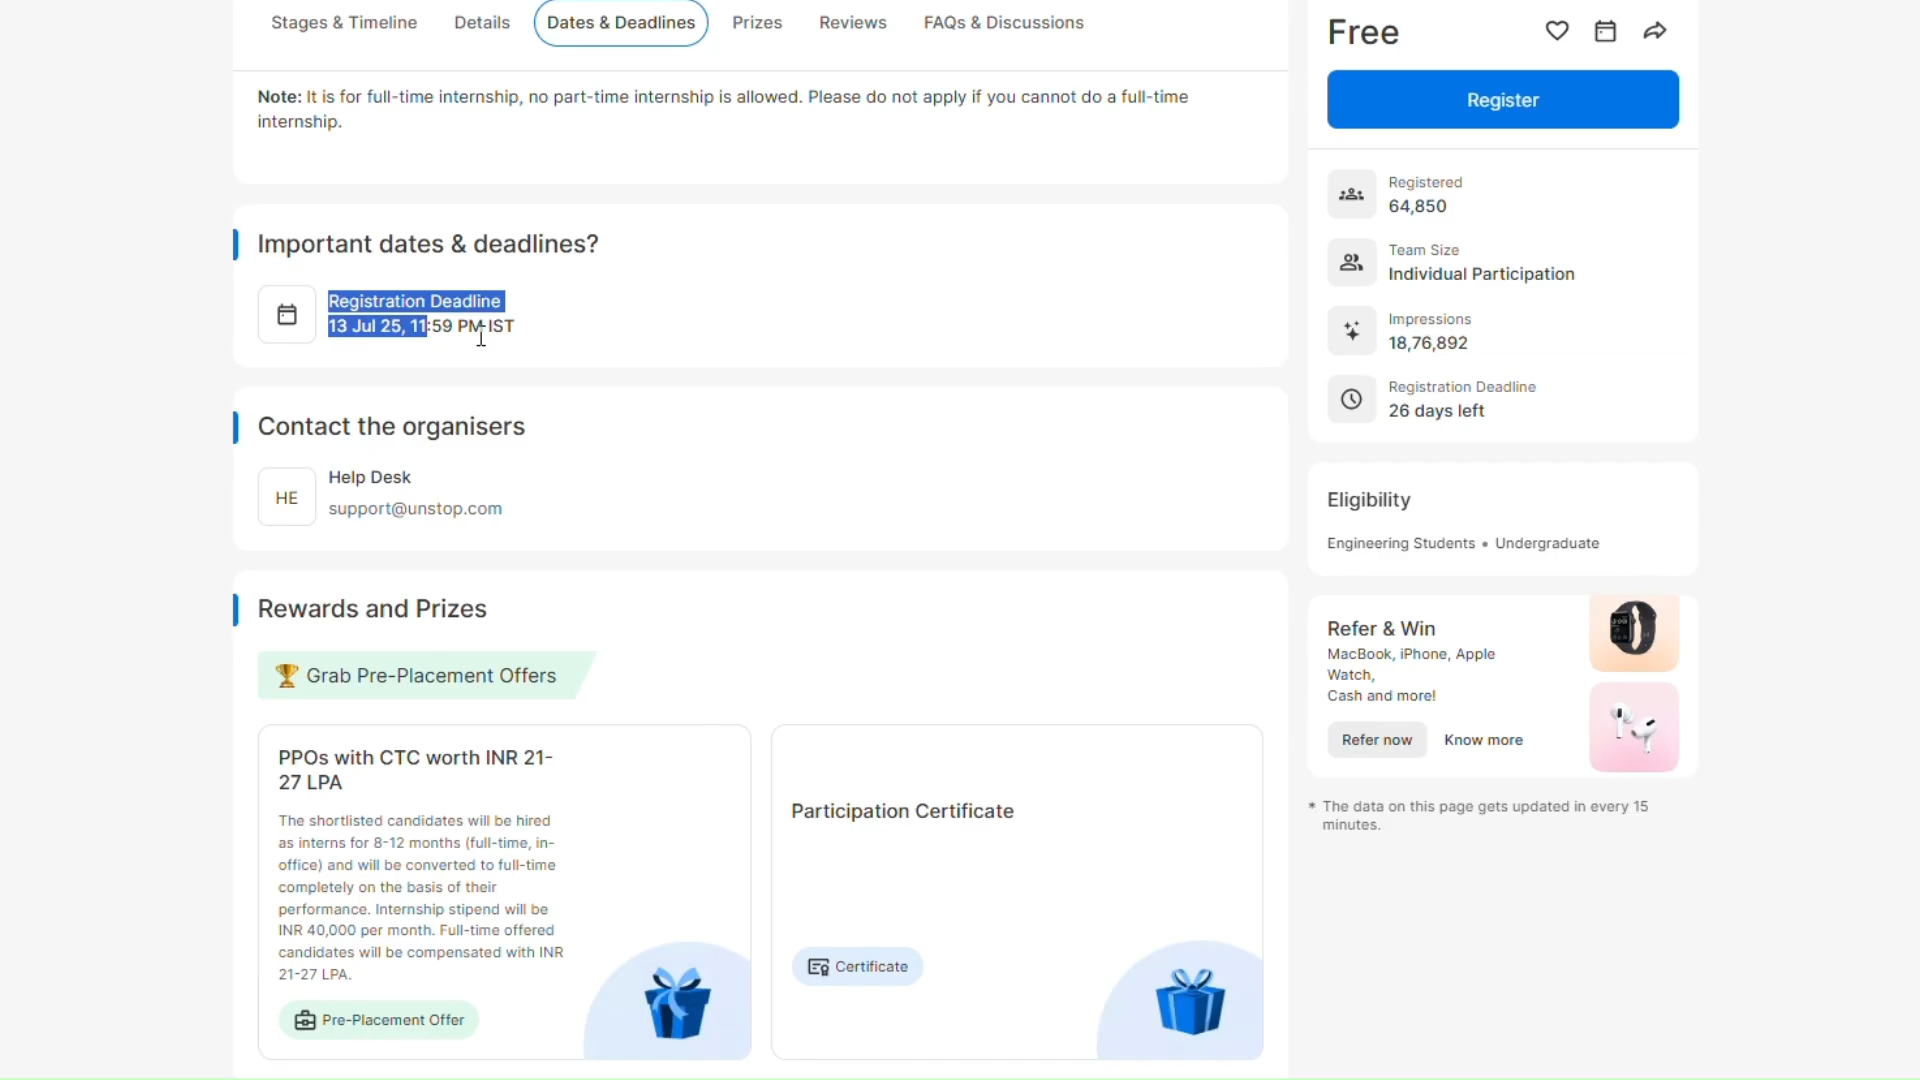 Stages & Timeline
Details
Dates & Deadlines
Prizes
Reviews
FAQs & Discussions
Note: It is for full-time internship, no part-time internship is allowed. Please do not apply if you cannot do a full-time
internship.
Important dates & deadlines?
Registration Deadline
13 Jul 25, 11:59 PM IST
Contact the organisers
HE
Help Desk
support@unstop.com
Rewards and Prizes
Grab Pre-Placement Offers
PPOs with CTC worth INR 21-
27 LPA
The shortlisted candidates will be hired
as interns for 8-12 months (full-time, in-
office) and will be converted to full-time
completely on the basis of their
performance. Internship stipend will be
INR 40,000 per month. Full-time offered
candidates will be compensated with INR
21-27 LPA.
Pre-Placement Offer
Participation Certificate
Certificate
Free
Register
Registered
64,850
Team Size
Individual Participation
Impressions
18,76,892
Registration Deadline
26 days left
Eligibility
Engineering Students • Undergraduate
Refer & Win
MacBook, iPhone, Apple
Watch,
Cash and more!
Refer now
Know more
* The data on this page gets updated in every 15
minutes.